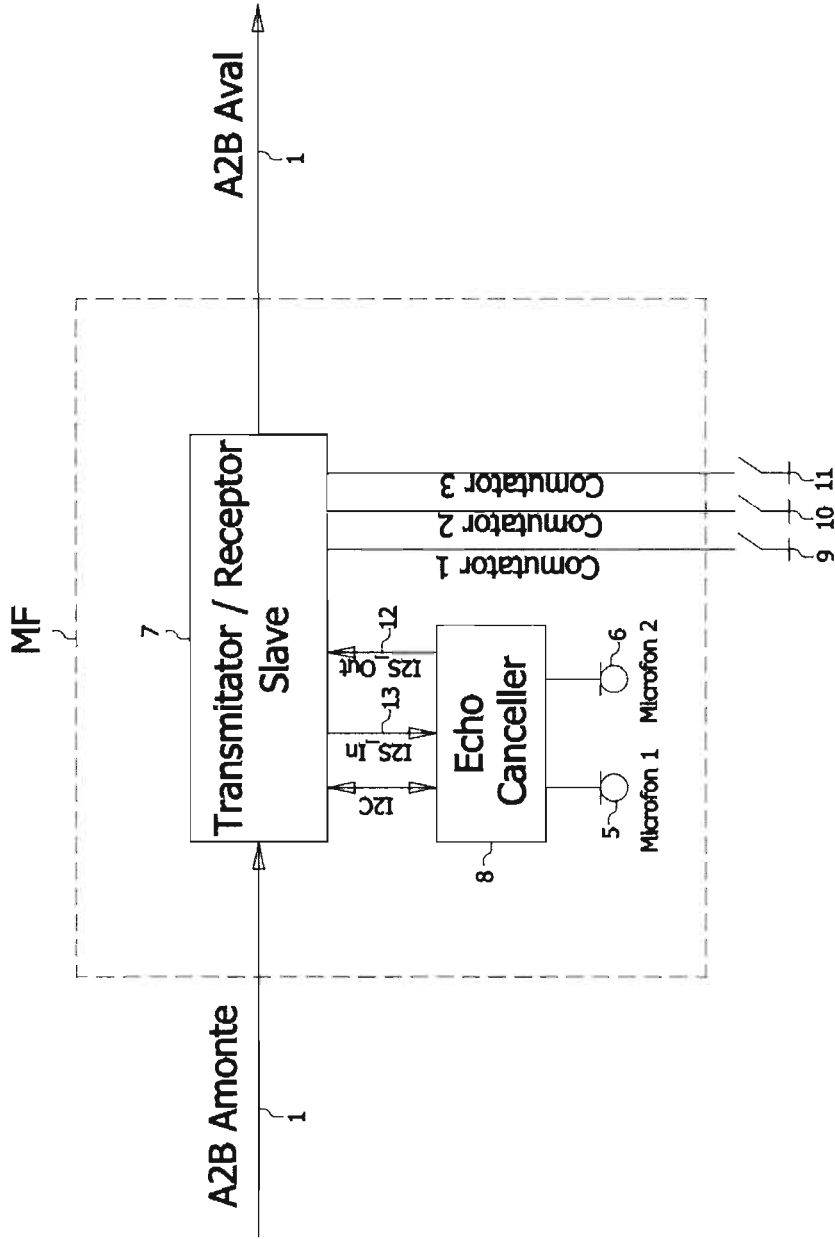 MF
A2B Amonte
1
A2B Aval
1
7
Transmitator / Receptor
Slave
I2C
I2S_In
13
I2S_Out
12
Comutator 1
Comutator 2
Comutator 3
Echo
Canceller
8
5
Microfon 1
6
Microfon 2
9
10
11